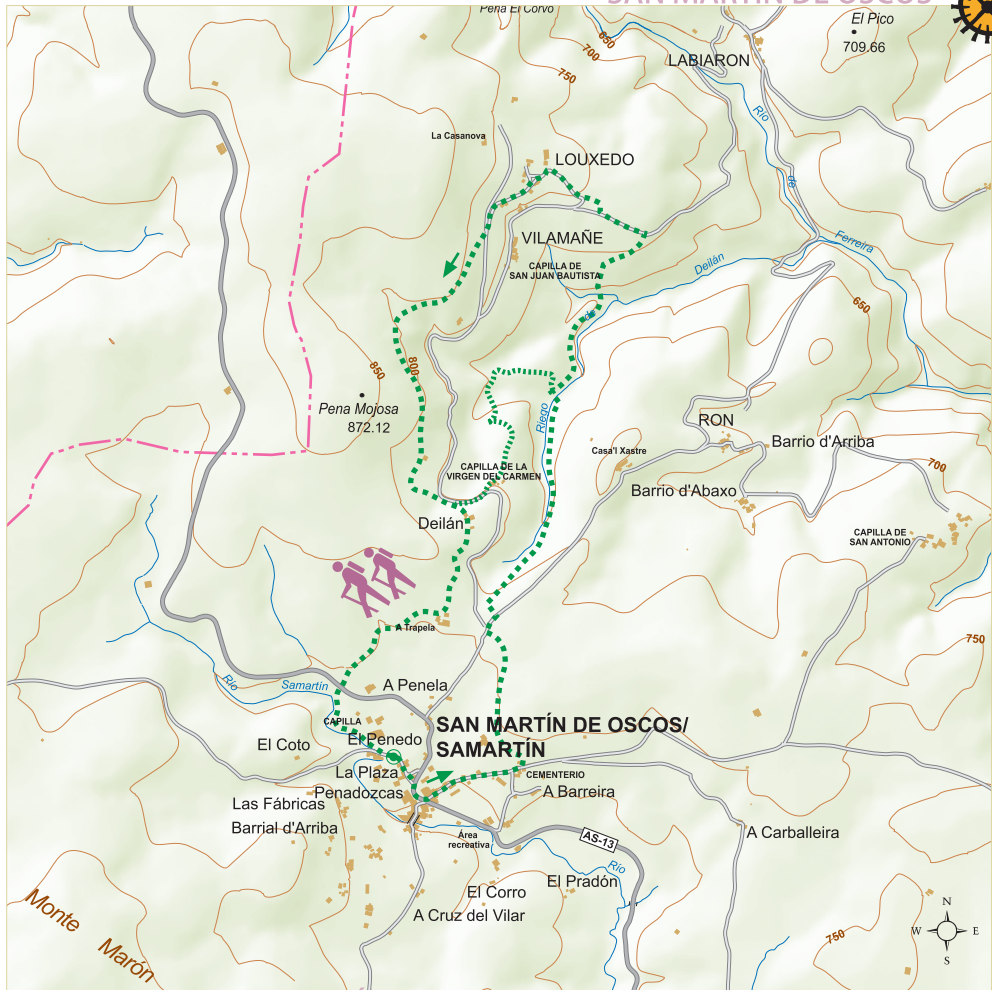 SAN MARTÍN DE OSCOS
Pena El Corvo
El Pico
709.66
650
700
750
LABIARON
Río
de
Ferreira
La Casanova
LOUXEDO
VILAMAÑE
CAPILLA DE
SAN JUAN BAUTISTA
Deilán
de
Riego
650
850
800
Pena Mojosa
872.12
RON
Barrio d'Arriba
Casa'l Xastre
Barrio d'Abaxo
700
CAPILLA DE LA
VIRGEN DEL CARMEN
Deilán
CAPILLA DE
SAN ANTONIO
A Trapela
750
Río
Samartín
A Penela
CAPILLA
SAN MARTÍN DE OSCOS/
SAMARTÍN
El Coto
El Penedo
La Plaza
CEMENTERIO
Penadozcas
A Barreira
Las Fábricas
Barrial d'Arriba
Área
recreativa
AS-13
A Carballeira
Río
El Pradón
El Corro
A Cruz del Vilar
Monte
Marón
750
N
W
E
S